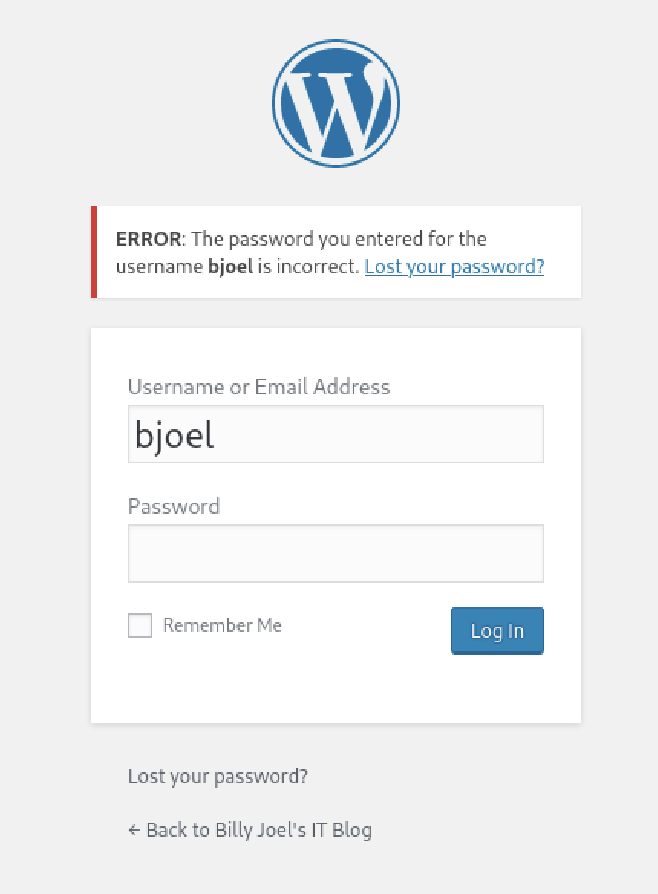 ERROR: The password you entered for the
username bjoel is incorrect. Lost your password?
Username or Email Address
bjoel
Password
Remember Me
Log In
Lost your password?
← Back to Billy Joel's IT Blog